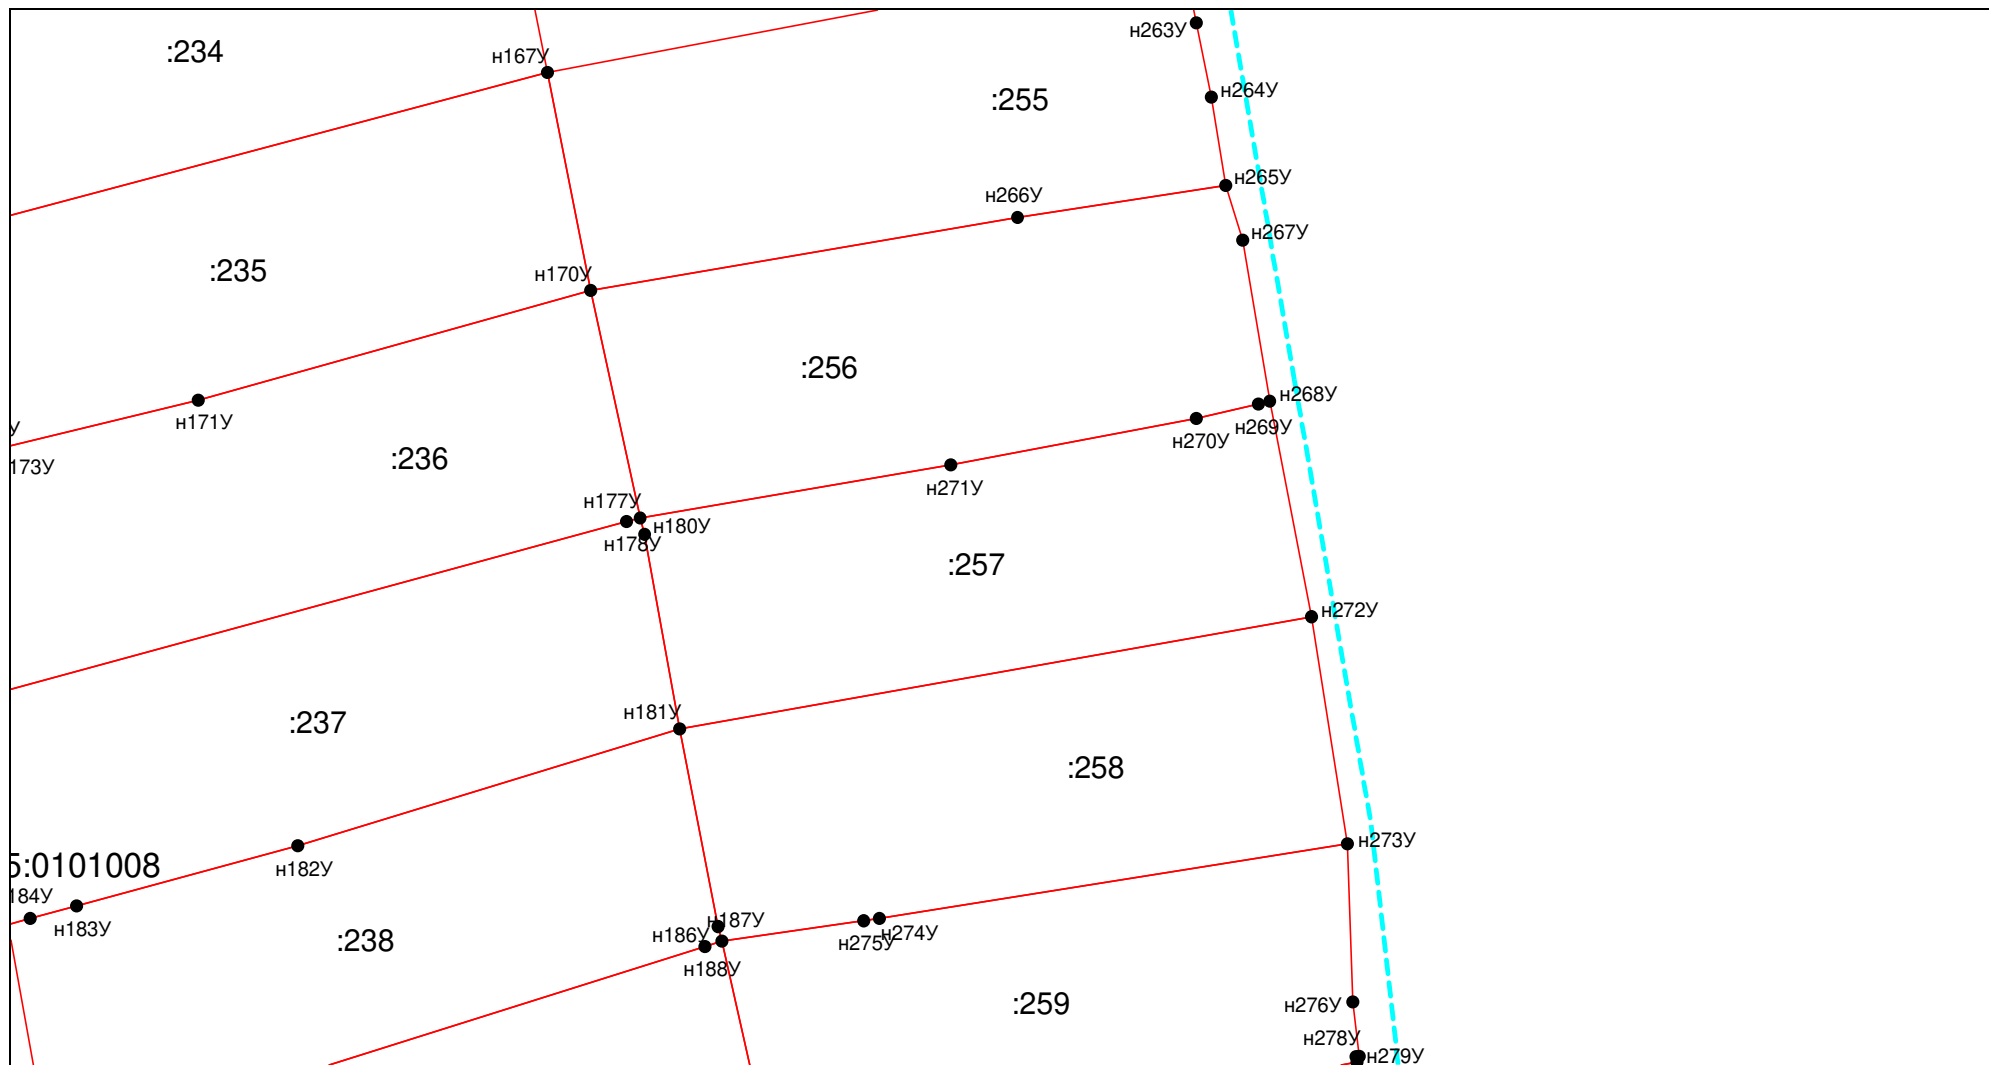 н263У
:234
н167У
н264У
:255
н265У
н266У
н267У
:235
н170У
:256
н268У
н269У
н171У
н270У
У
173У
:236
н271У
н177У
н180У
н178У
:257
н272У
н181У
:237
:258
н273У
5:0101008
н182У
184У
н183У
н187У
н186У
н274У
н275У
:238
н188У
:259
н276У
н278У
н279У